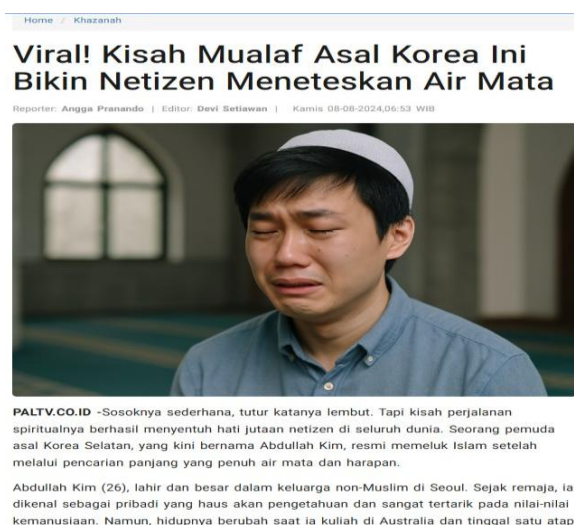 Home / Khazanah
Viral! Kisah Mualaf Asal Korea Ini
Bikin Netizen Meneteskan Air Mata
Reporter: Angga Pranando | Editor: Devi Setiawan | Kamis 08-08-2024,06:53 WIB
PALTV.CO.ID -Sosoknya sederhana, tutur katanya lembut. Tapi kisah perjalanan
spiritualnya berhasil menyentuh hati jutaan netizen di seluruh dunia. Seorang pemuda
asal Korea Selatan, yang kini bernama Abdullah Kim, resmi memeluk Islam setelah
melalui pencarian panjang yang penuh air mata dan harapan.
Abdullah Kim (26), lahir dan besar dalam keluarga non-Muslim di Seoul. Sejak remaja, ia
dikenal sebagai pribadi yang haus akan pengetahuan dan sangat tertarik pada nilai-nilai
kemanusiaan. Namun, hidupnya berubah saat ia kuliah di Australia dan tinggal satu atap